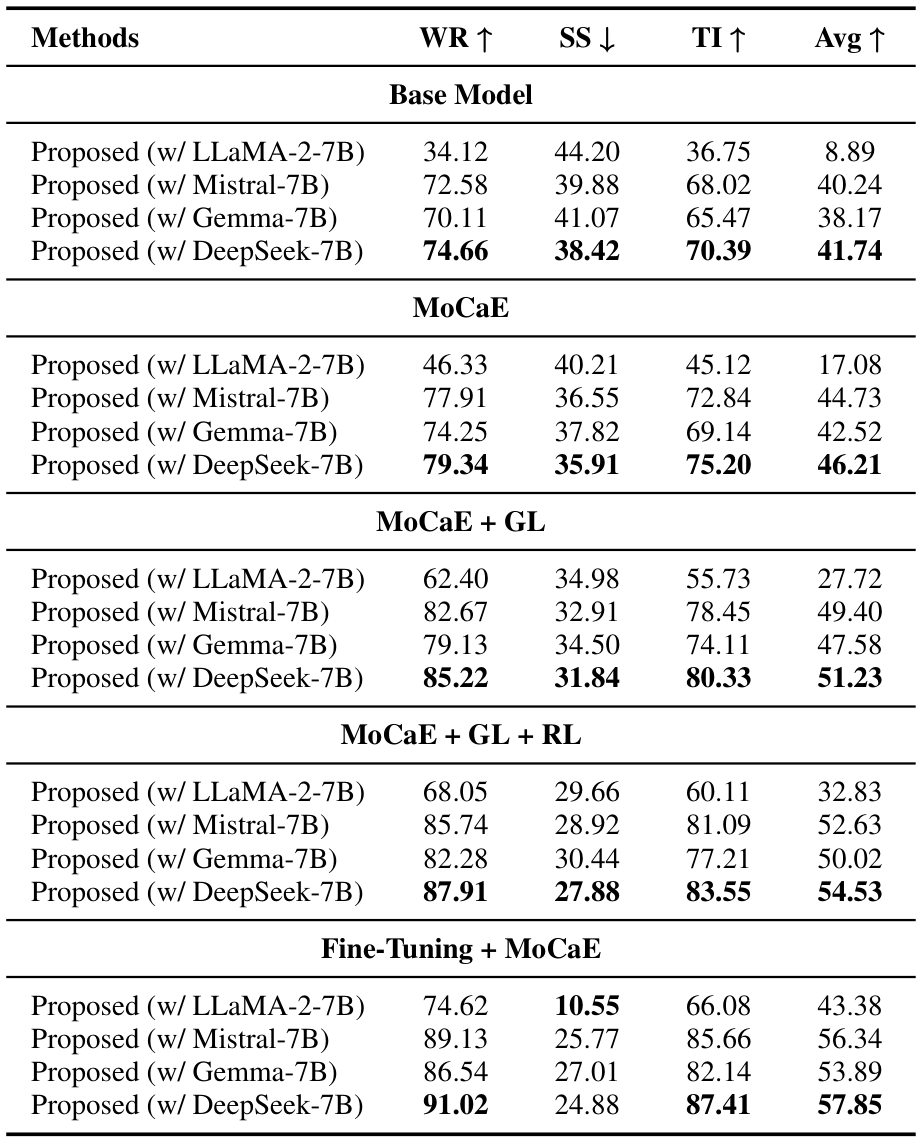 Methods WR ↑ SS ↓ TI ↑ Avg ↑
Base Model
Proposed (w/ LLaMA-2-7B) 34.12 44.20 36.75 8.89
Proposed (w/ Mistral-7B) 72.58 39.88 68.02 40.24
Proposed (w/ Gemma-7B) 70.11 41.07 65.47 38.17
Proposed (w/ DeepSeek-7B) 74.66 38.42 70.39 41.74
MoCaE
Proposed (w/ LLaMA-2-7B) 46.33 40.21 45.12 17.08
Proposed (w/ Mistral-7B) 77.91 36.55 72.84 44.73
Proposed (w/ Gemma-7B) 74.25 37.82 69.14 42.52
Proposed (w/ DeepSeek-7B) 79.34 35.91 75.20 46.21
MoCaE + GL
Proposed (w/ LLaMA-2-7B) 62.40 34.98 55.73 27.72
Proposed (w/ Mistral-7B) 82.67 32.91 78.45 49.40
Proposed (w/ Gemma-7B) 79.13 34.50 74.11 47.58
Proposed (w/ DeepSeek-7B) 85.22 31.84 80.33 51.23
MoCaE + GL + RL
Proposed (w/ LLaMA-2-7B) 68.05 29.66 60.11 32.83
Proposed (w/ Mistral-7B) 85.74 28.92 81.09 52.63
Proposed (w/ Gemma-7B) 82.28 30.44 77.21 50.02
Proposed (w/ DeepSeek-7B) 87.91 27.88 83.55 54.53
Fine-Tuning + MoCaE
Proposed (w/ LLaMA-2-7B) 74.62 10.55 66.08 43.38
Proposed (w/ Mistral-7B) 89.13 25.77 85.66 56.34
Proposed (w/ Gemma-7B) 86.54 27.01 82.14 53.89
Proposed (w/ DeepSeek-7B) 91.02 24.88 87.41 57.85